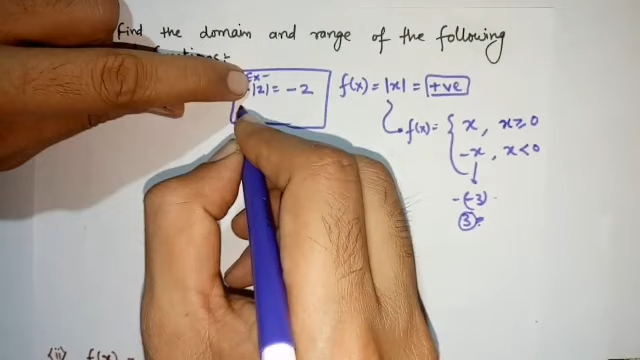 Find the domain and range of the following
Ex-
|2| = -2
f(x) = |x| = +ve
f(x) = { x, x≥0
-x, x<0
-(-3)
3
(ii) f(x) =